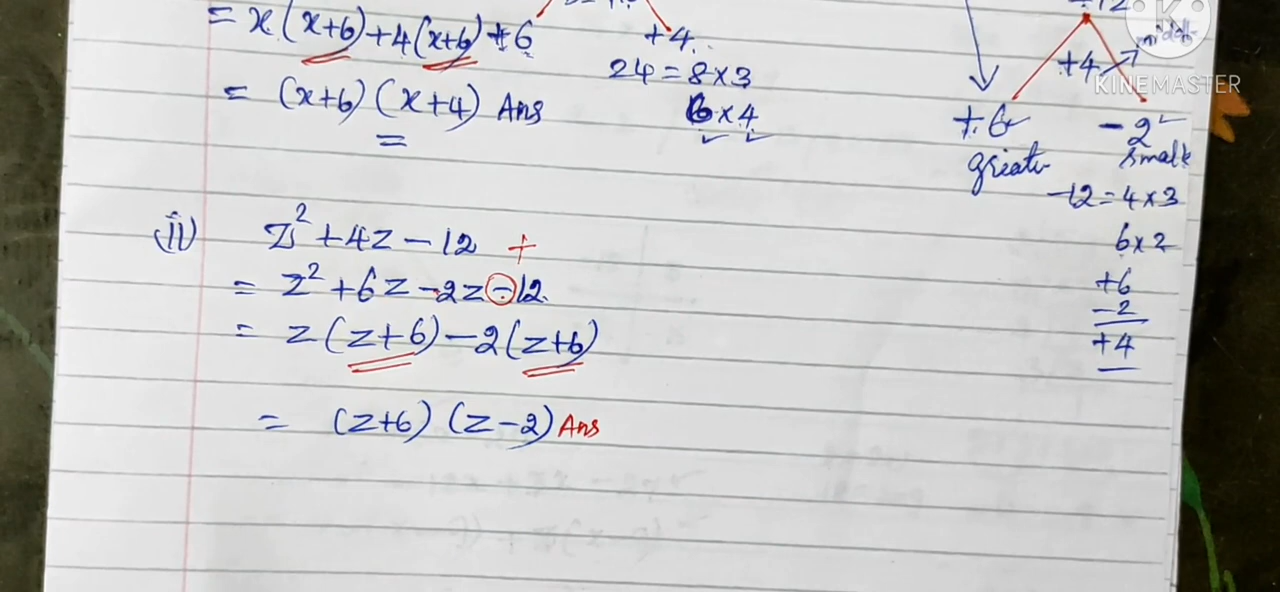 = x(x+6)+4(x+6) +6
+4
24 = 8×3
= (x+6)(x+4) Ans
6×4
-12
+4
KINEMASTER
+6 -2
greater
-12 = 4×3
6×2
+6
-2
+4
ii) z² + 4z - 12 +
= z² + 6z - 2z - 12
= z(z+6) - 2(z+6)
= (z+6)(z-2) Ans